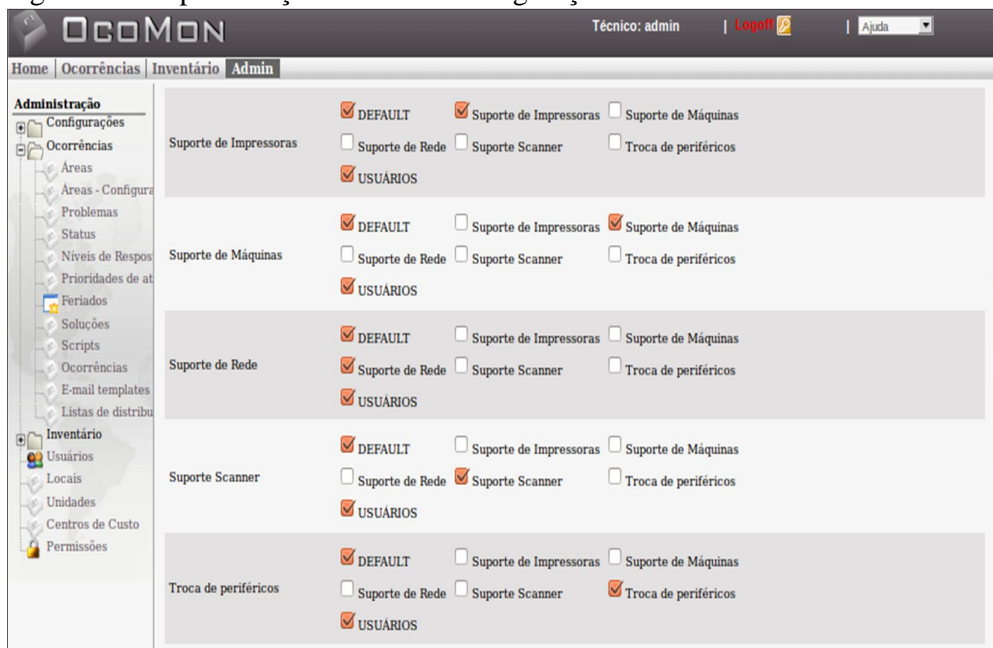 OcoMon
Técnico: admin | Logoff | Ajuda
Home | Ocorrências | Inventário Admin
Administração
Configurações
Ocorrências
Áreas
Áreas - Configura
Problemas
Status
Níveis de Respos
Prioridades de at
Feriados
Soluções
Scripts
Ocorrências
E-mail templates
Listas de distribu
Inventário
Usuários
Locais
Unidades
Centros de Custo
Permissões
Suporte de Impressoras
DEFAULT Suporte de Impressoras Suporte de Máquinas
Suporte de Rede Suporte Scanner Troca de periféricos
USUÁRIOS
Suporte de Máquinas
DEFAULT Suporte de Impressoras Suporte de Máquinas
Suporte de Rede Suporte Scanner Troca de periféricos
USUÁRIOS
Suporte de Rede
DEFAULT Suporte de Impressoras Suporte de Máquinas
Suporte de Rede Suporte Scanner Troca de periféricos
USUÁRIOS
Suporte Scanner
DEFAULT Suporte de Impressoras Suporte de Máquinas
Suporte de Rede Suporte Scanner Troca de periféricos
USUÁRIOS
Troca de periféricos
DEFAULT Suporte de Impressoras Suporte de Máquinas
Suporte de Rede Suporte Scanner Troca de periféricos
USUÁRIOS